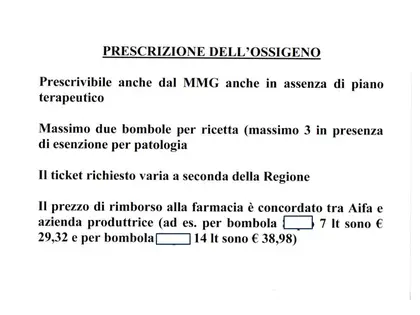 PRESCRIZIONE DELL'OSSIGENO
Prescrivibile anche dal MMG anche in assenza di piano
terapeutico
Massimo due bombole per ricetta (massimo 3 in presenza
di esenzione per patologia
Il ticket richiesto varia a seconda della Regione
Il prezzo di rimborso alla farmacia è concordato tra Aifa e
azienda produttrice (ad es. per bombola 7 lt sono €
29,32 e per bombola 14 lt sono € 38,98)